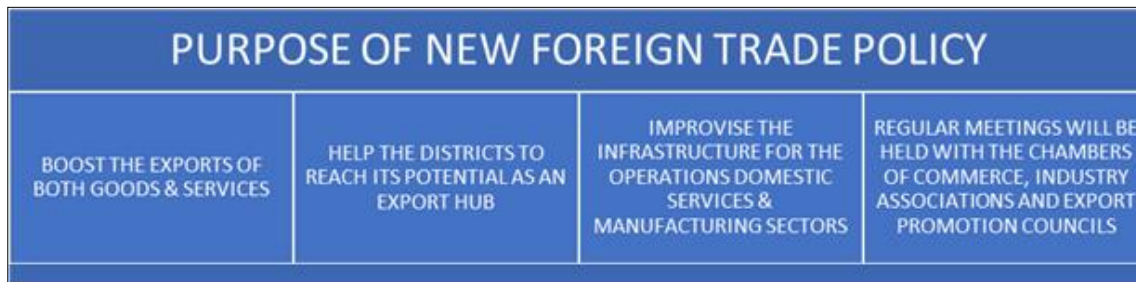 PURPOSE OF NEW FOREIGN TRADE POLICY
BOOST THE EXPORTS OF
BOTH GOODS & SERVICES
HELP THE DISTRICTS TO
REACH ITS POTENTIAL AS AN
EXPORT HUB
IMPROVISE THE
INFRASTRUCTURE FOR THE
OPERATIONS DOMESTIC
SERVICES &
MANUFACTURING SECTORS
REGULAR MEETINGS WILL BE
HELD WITH THE CHAMBERS
OF COMMERCE, INDUSTRY
ASSOCIATIONS AND EXPORT
PROMOTION COUNCILS